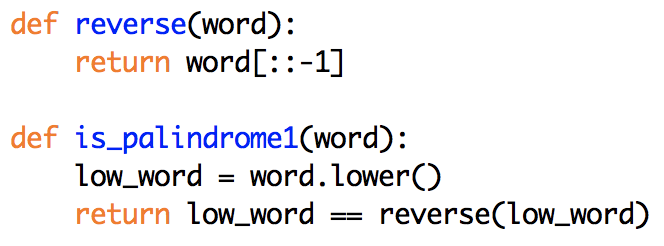 def reverse(word):
    return word[::-1]

def is_palindrome1(word):
    low_word = word.lower()
    return low_word == reverse(low_word)